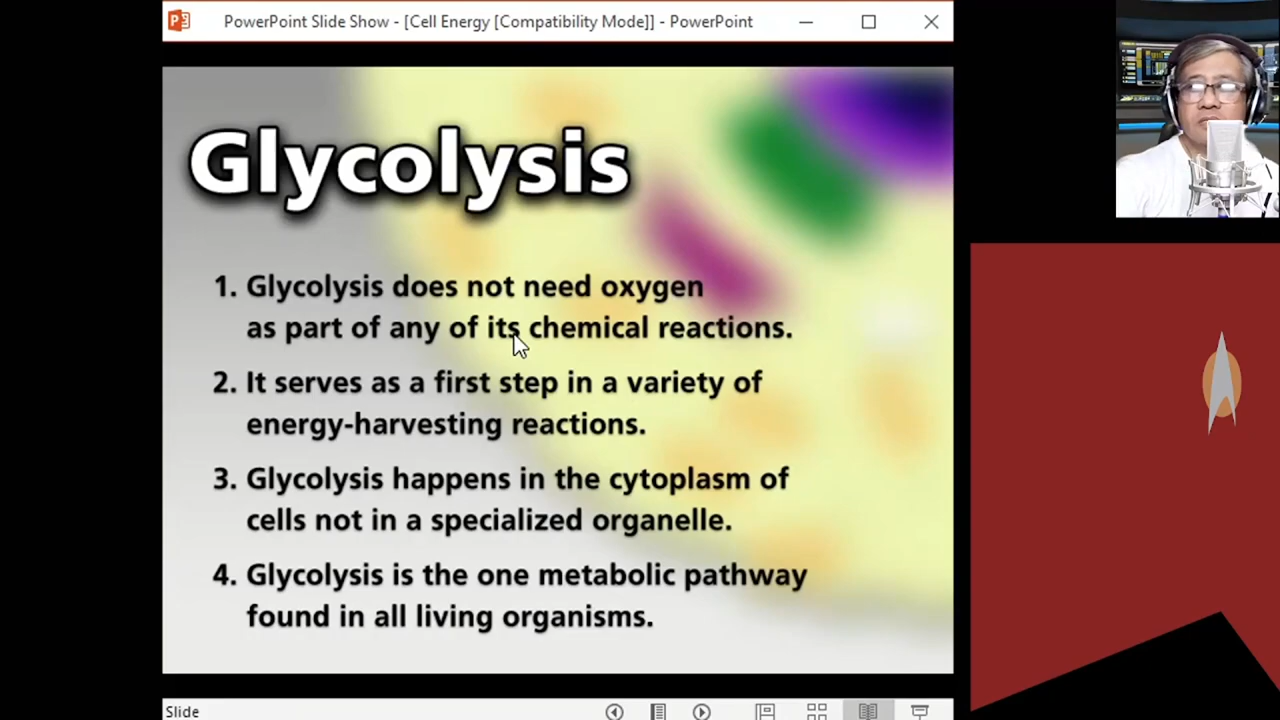 PowerPoint Slide Show - [Cell Energy [Compatibility Mode]] - PowerPoint
Glycolysis
1. Glycolysis does not need oxygen
as part of any of its chemical reactions.
2. It serves as a first step in a variety of
energy-harvesting reactions.
3. Glycolysis happens in the cytoplasm of
cells not in a specialized organelle.
4. Glycolysis is the one metabolic pathway
found in all living organisms.
Slide